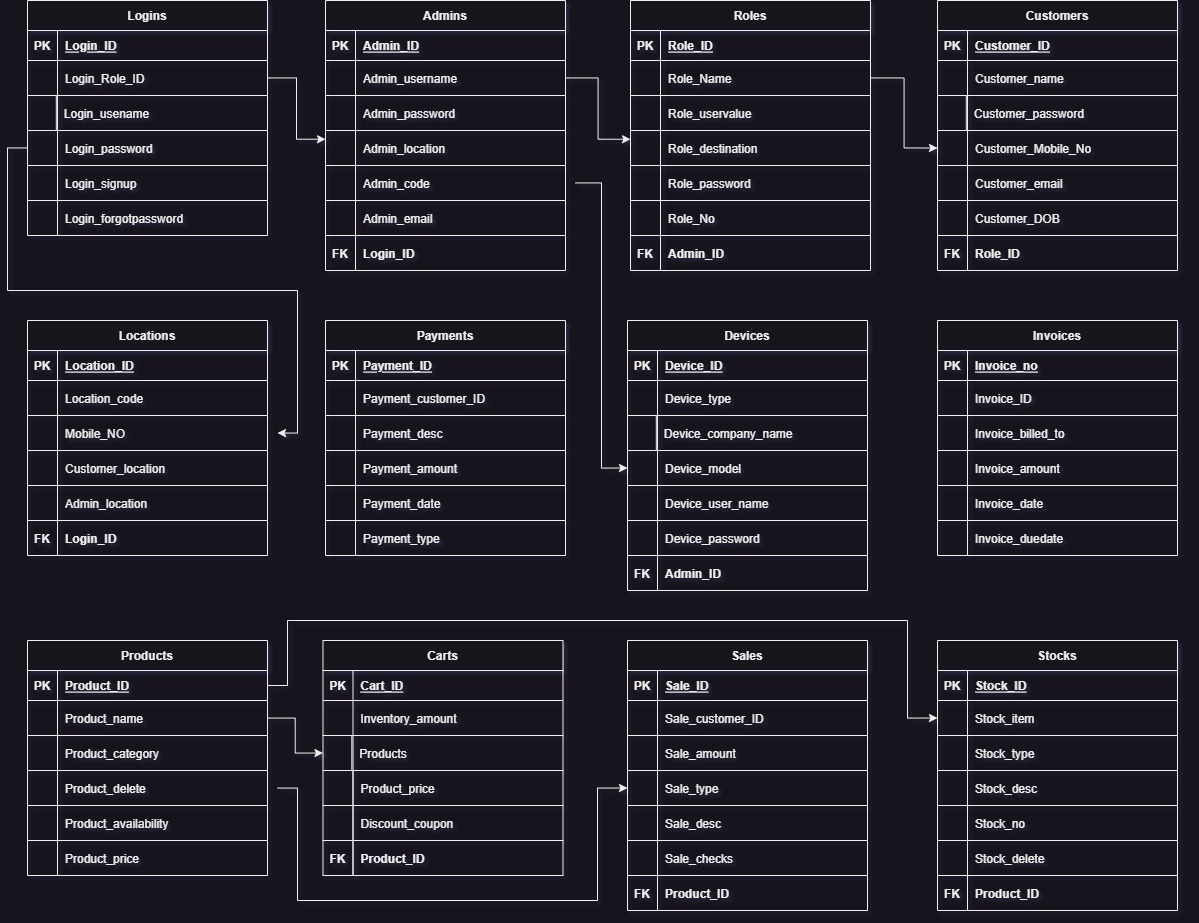 Logins
PK Login_ID
Login_Role_ID
Login_usename
Login_password
Login_signup
Login_forgotpassword
Admins
PK Admin_ID
Admin_username
Admin_password
Admin_location
Admin_code
Admin_email
FK Login_ID
Roles
PK Role_ID
Role_Name
Role_uservalue
Role_destination
Role_password
Role_No
FK Admin_ID
Customers
PK Customer_ID
Customer_name
Customer_password
Customer_Mobile_No
Customer_email
Customer_DOB
FK Role_ID
Locations
PK Location_ID
Location_code
Mobile_NO
Customer_location
Admin_location
FK Login_ID
Payments
PK Payment_ID
Payment_customer_ID
Payment_desc
Payment_amount
Payment_date
Payment_type
Devices
PK Device_ID
Device_type
Device_company_name
Device_model
Device_user_name
Device_password
FK Admin_ID
Invoices
PK Invoice_no
Invoice_ID
Invoice_billed_to
Invoice_amount
Invoice_date
Invoice_duedate
Products
PK Product_ID
Product_name
Product_category
Product_delete
Product_availability
Product_price
Carts
PK Cart_ID
Inventory_amount
Products
Product_price
Discount_coupon
FK Product_ID
Sales
PK Sale_ID
Sale_customer_ID
Sale_amount
Sale_type
Sale_desc
Sale_checks
FK Product_ID
Stocks
PK Stock_ID
Stock_item
Stock_type
Stock_desc
Stock_no
Stock_delete
FK Product_ID